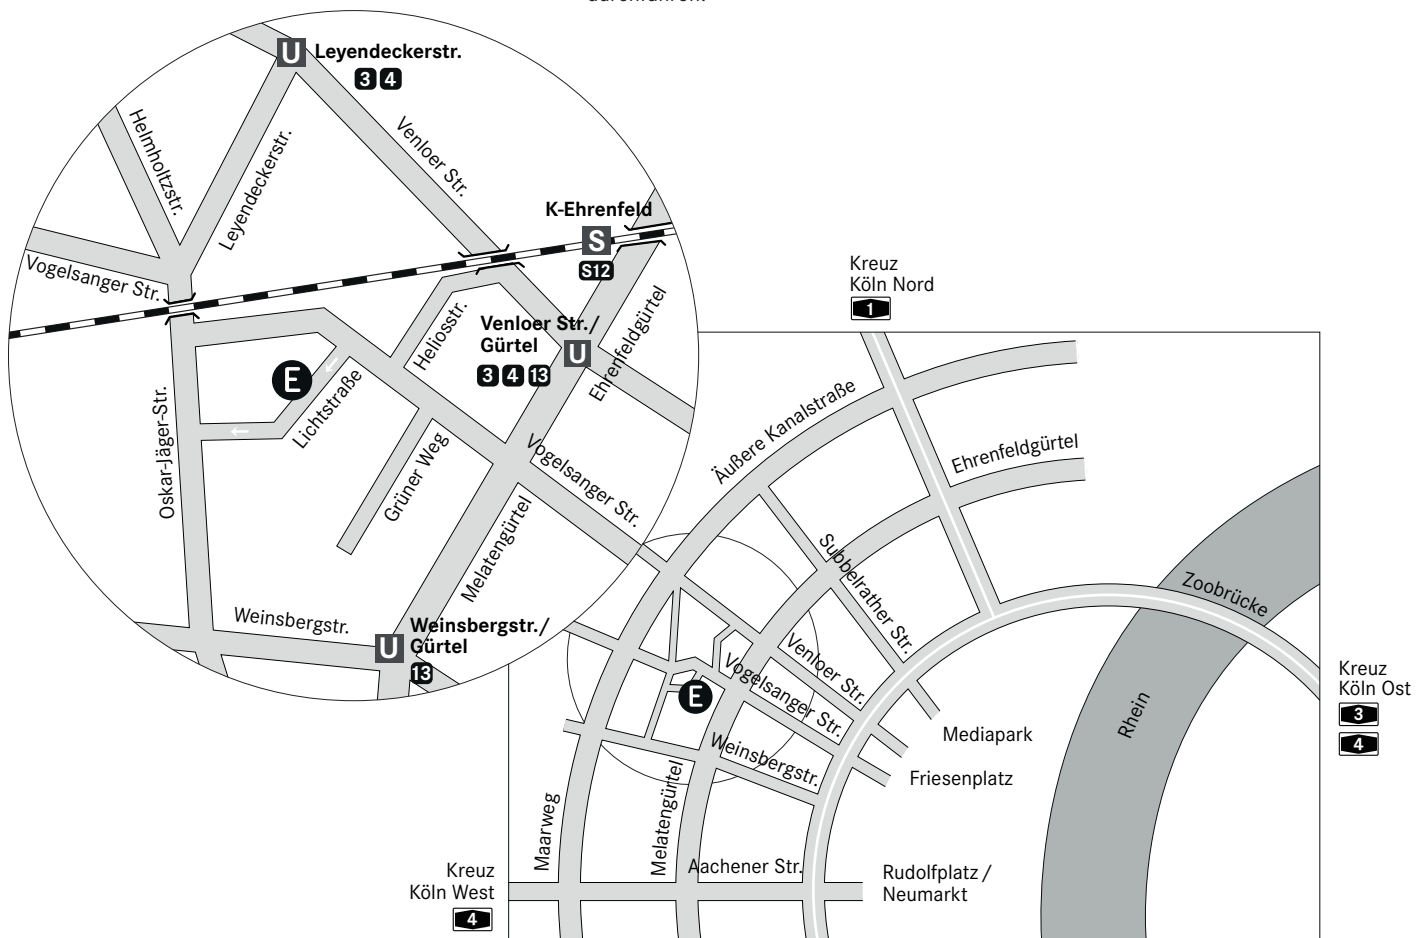 U Leyendeckerstr.
3 4
Helmholtzstr.
Leyendeckerstr.
Venloer Str.
K-Ehrenfeld
S
S12
Vogelsanger Str.
Heliosstr.
Venloer Str./
Gürtel
U
3 4 13
Ehrenfeldgürtel
E
Lichtstraße
Oskar-Jäger-Str.
Grüner Weg
Vogelsanger Str.
Melatengürtel
Weinsbergstr.
U
Weinsbergstr./
Gürtel
13
Kreuz
Köln Nord
1
Äußere Kanalstraße
Ehrenfeldgürtel
Subbelrather Str.
Zoobrücke
Venloer Str.
Vogelsanger Str.
E
Weinsbergstr.
Mediapark
Friesenplatz
Rhein
Kreuz
Köln Ost
3
4
Maarweg
Melatengürtel
Aachener Str.
Rudolfplatz /
Neumarkt
Kreuz
Köln West
4